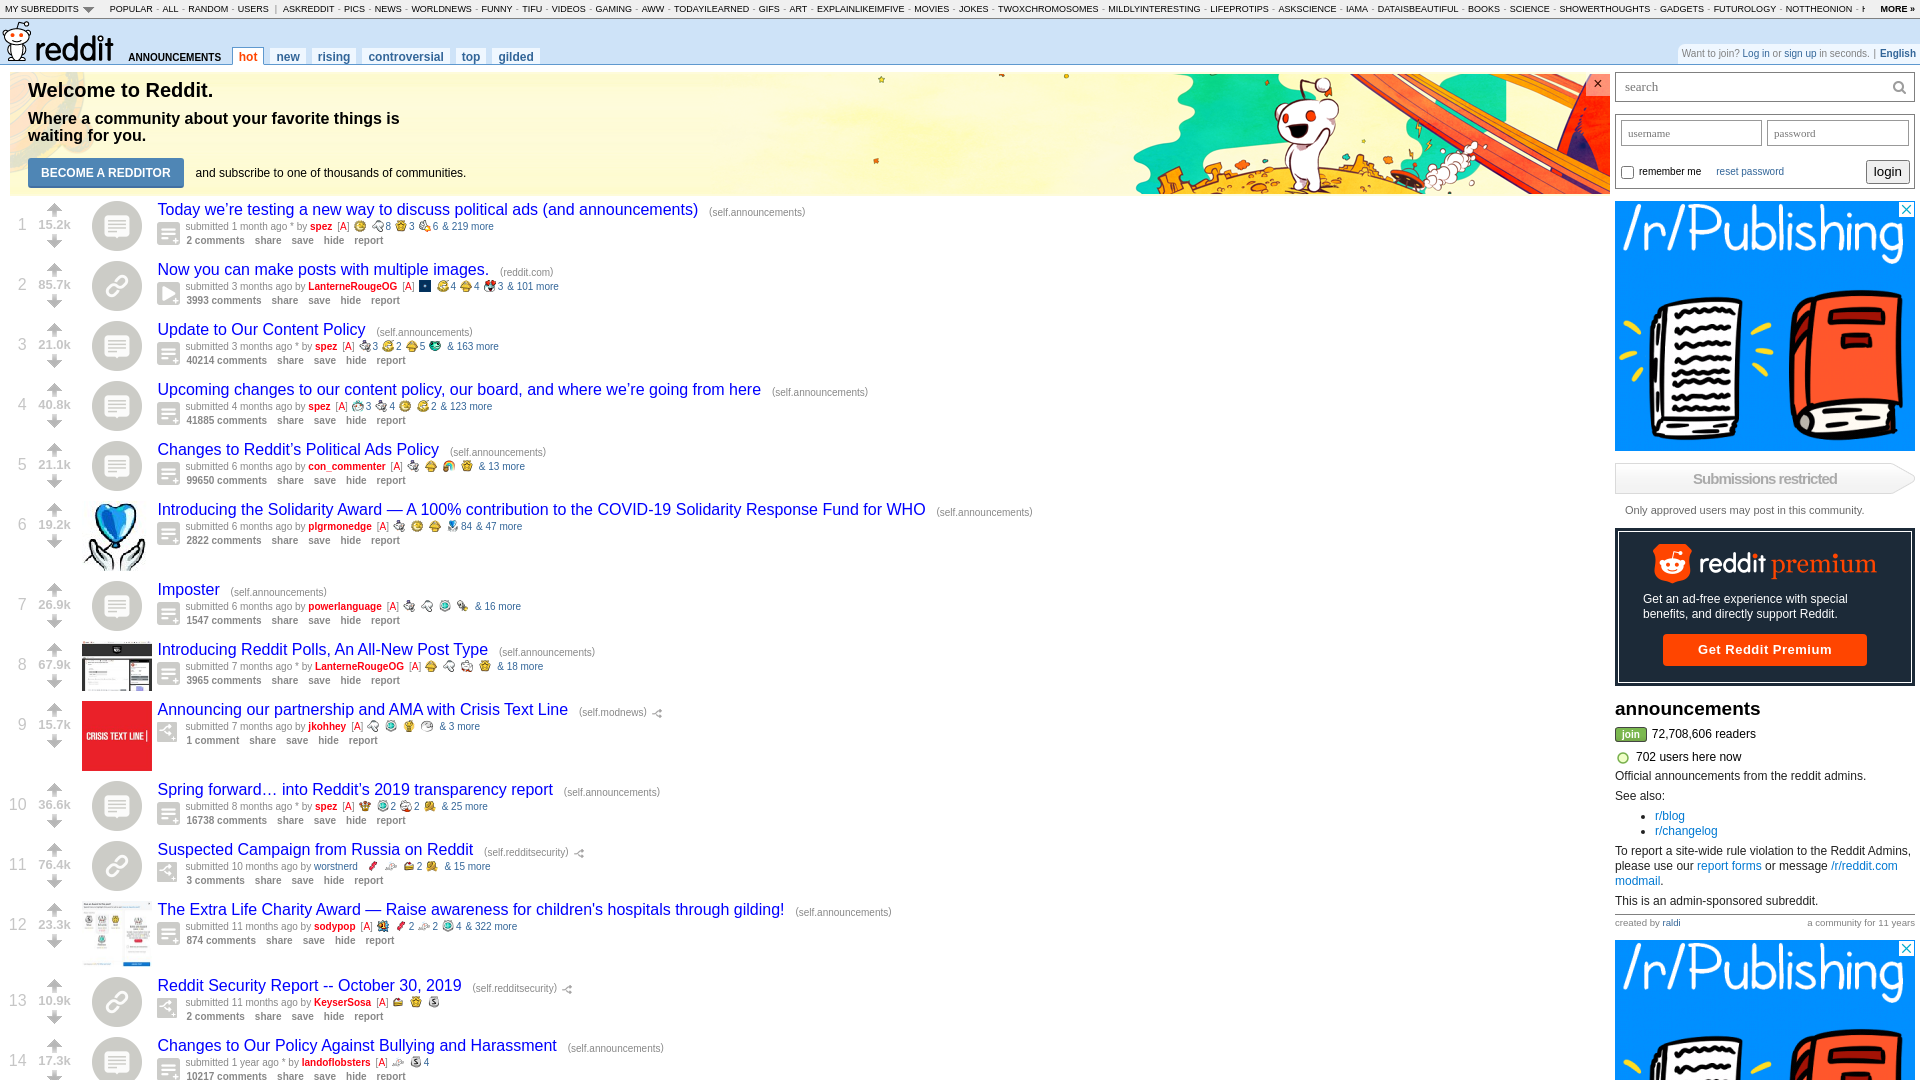 MY SUBREDDITS POPULAR - ALL - RANDOM - USERS | ASKREDDIT - PICS - NEWS - WORLDNEWS - FUNNY - TIFU - VIDEOS - GAMING - AWW - TODAYILEARNED - GIFS - ART - EXPLAINLIKEIMFIVE - MOVIES - JOKES - TWOXCHROMOSOMES - MILDLYINTERESTING - LIFEPROTIPS - ASKSCIENCE - IAMA - DATAISBEAUTIFUL - BOOKS - SCIENCE - SHOWERTHOUGHTS - GADGETS - FUTUROLOGY - NOTTHEONION - MORE »
reddit ANNOUNCEMENTS hot new rising controversial top gilded
Want to join? Log in or sign up in seconds. | English
Welcome to Reddit.
Where a community about your favorite things is
waiting for you.
BECOME A REDDITOR and subscribe to one of thousands of communities.
×
1 15.2k
Today we’re testing a new way to discuss political ads (and announcements) (self.announcements)
submitted 1 month ago * by spez [A] 8 3 6 & 219 more
2 comments share save hide report
2 85.7k
Now you can make posts with multiple images. (reddit.com)
submitted 3 months ago by LanterneRougeOG [A] 4 4 3 & 101 more
3993 comments share save hide report
3 21.0k
Update to Our Content Policy (self.announcements)
submitted 3 months ago * by spez [A] 3 2 5 & 163 more
40214 comments share save hide report
4 40.8k
Upcoming changes to our content policy, our board, and where we’re going from here (self.announcements)
submitted 4 months ago by spez [A] 3 4 2 & 123 more
41885 comments share save hide report
5 21.1k
Changes to Reddit’s Political Ads Policy (self.announcements)
submitted 6 months ago by con_commenter [A] & 13 more
99650 comments share save hide report
6 19.2k
Introducing the Solidarity Award — A 100% contribution to the COVID-19 Solidarity Response Fund for WHO (self.announcements)
submitted 6 months ago by plgrmonedge [A] 84 & 47 more
2822 comments share save hide report
7 26.9k
Imposter (self.announcements)
submitted 6 months ago by powerlanguage [A] & 16 more
1547 comments share save hide report
8 67.9k
Introducing Reddit Polls, An All-New Post Type (self.announcements)
submitted 7 months ago * by LanterneRougeOG [A] & 18 more
3965 comments share save hide report
9 15.7k
CRISIS TEXT LINE |
Announcing our partnership and AMA with Crisis Text Line (self.modnews)
submitted 7 months ago by jkohhey [A] & 3 more
1 comment share save hide report
10 36.6k
Spring forward… into Reddit’s 2019 transparency report (self.announcements)
submitted 8 months ago * by spez [A] 2 2 & 25 more
16738 comments share save hide report
11 76.4k
Suspected Campaign from Russia on Reddit (self.redditsecurity)
submitted 10 months ago by worstnerd 2 & 15 more
3 comments share save hide report
12 23.3k
The Extra Life Charity Award — Raise awareness for children's hospitals through gilding! (self.announcements)
submitted 11 months ago by sodypop [A] 2 2 4 & 322 more
874 comments share save hide report
13 10.9k
Reddit Security Report -- October 30, 2019 (self.redditsecurity)
submitted 11 months ago by KeyserSosa [A]
2 comments share save hide report
14 17.3k
Changes to Our Policy Against Bullying and Harassment (self.announcements)
submitted 1 year ago * by landoflobsters [A] 4
10217 comments share save hide report
search
username password
remember me reset password login
/r/Publishing
Submissions restricted
Only approved users may post in this community.
reddit premium
Get an ad-free experience with special
benefits, and directly support Reddit.
Get Reddit Premium
announcements
join 72,708,606 readers
702 users here now
Official announcements from the reddit admins.
See also:
• r/blog
• r/changelog
To report a site-wide rule violation to the Reddit Admins,
please use our report forms or message /r/reddit.com
modmail.
This is an admin-sponsored subreddit.
created by raldi a community for 11 years
/r/Publishing